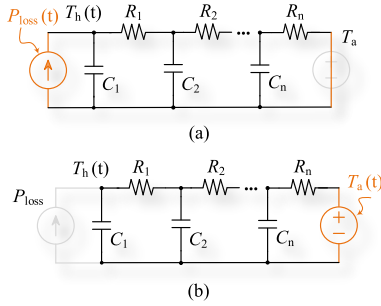 P_loss(t) T_h(t) R_1 R_2 ... R_n T_a
C_1 C_2 C_n
(a)
P_loss T_h(t) R_1 R_2 ... R_n T_a(t)
C_1 C_2 C_n
(b)